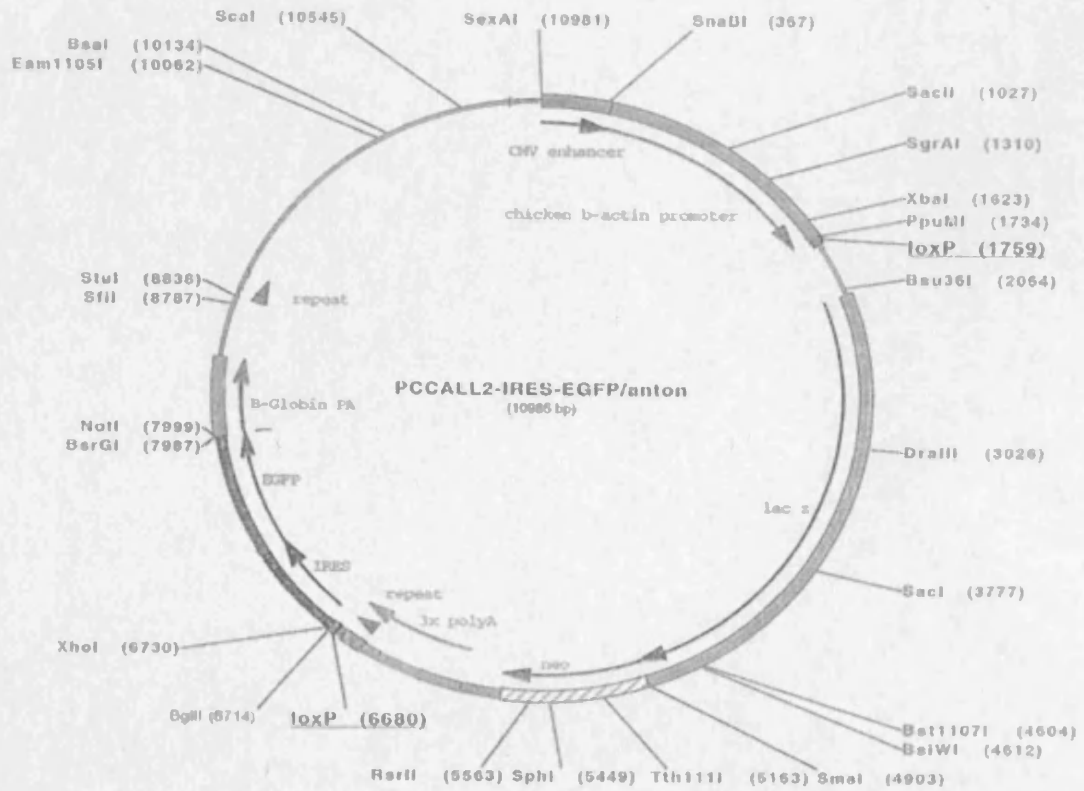 ScaI (10545)
SexAI (10981)
SnaBI (367)
BsaI (10134)
Eam1105I (10062)
SacII (1027)
CMV enhancer
SgrAI (1310)
XbaI (1623)
chicken b-actin promoter
PpuMI (1734)
loxP (1759)
StuI (8838)
SfiI (8787)
repeat
Bsu36I (2064)
PCCALL2-IRES-EGFP/anton
(10985 bp)
B-Globin PA
NotI (7999)
BsrGI (7987)
DraIII (3026)
EGFP
lac z
IRES
SacI (3777)
repeat
3x polyA
XhoI (6730)
neo
BglII (6714)
loxP (6680)
Bst1107I (4604)
BsiWI (4612)
RsrII (5563)
SphI (5449)
Tth111I (5163)
SmaI (4903)